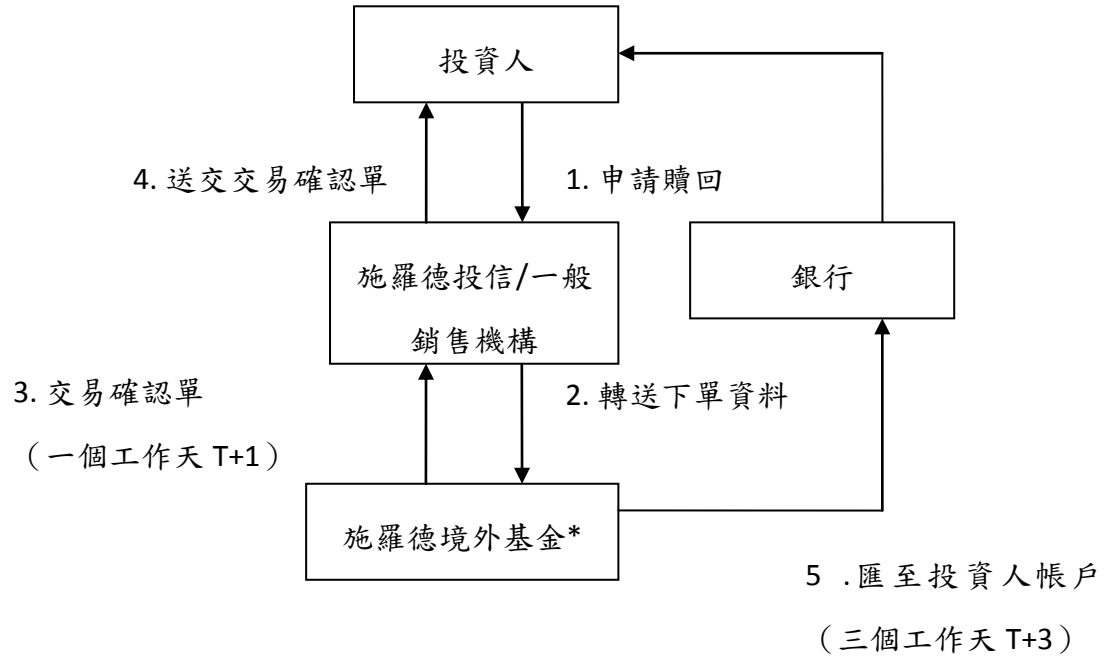 投資人
4. 送交交易確認單
1. 申請贖回
施羅德投信/一般
銷售機構
銀行
3. 交易確認單
（一個工作天 T+1）
2. 轉送下單資料
施羅德境外基金*
5 .匯至投資人帳戶
（三個工作天 T+3）